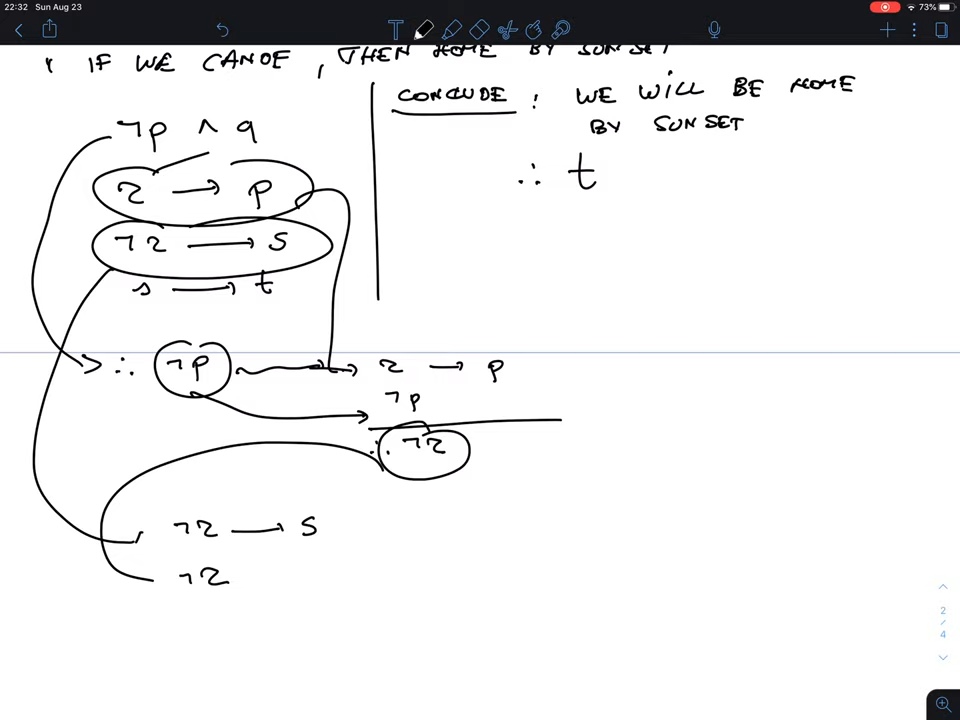 22:32 Sun Aug 23
73%
IF WE CANOE, THEN HOME BY SUNSET
CONCLUDE : WE WILL BE HOME
BY SUNSET
∴ t
¬p ∧ q
r → p
¬r → s
s → t
∴ ¬p
r → p
¬p
∴ ¬r
¬r → s
¬r
2
/
4